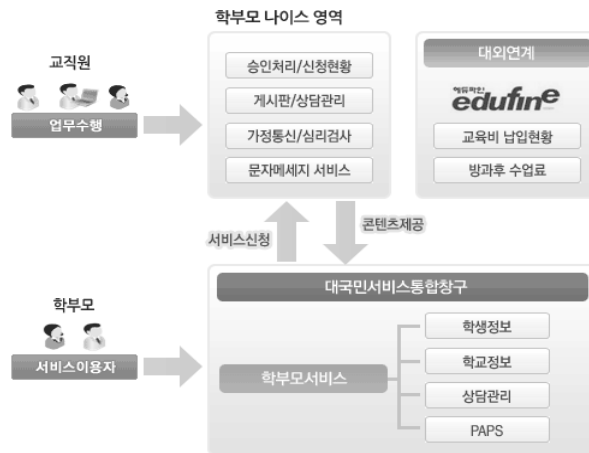 학부모 나이스 영역
교직원
업무수행
승인처리/신청현황
게시판/상담관리
가정통신/심리검사
문자메세지 서비스
대외연계
에듀파인
edufine
교육비 납입현황
방과후 수업료
서비스신청
콘텐츠제공
대국민서비스통합창구
학부모
서비스이용자
학부모서비스
학생정보
학교정보
상담관리
PAPS